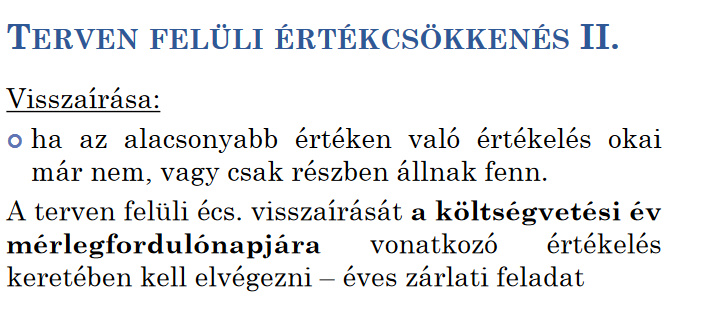 TERVEN FELÜLI ÉRTÉKCSÖKKENÉS II.
Visszaírása:
ha az alacsonyabb értéken való értékelés okai
már nem, vagy csak részben állnak fenn.
A terven felüli écs. visszaírását a költségvetési év
mérlegfordulónapjára vonatkozó értékelés
keretében kell elvégezni – éves zárlati feladat